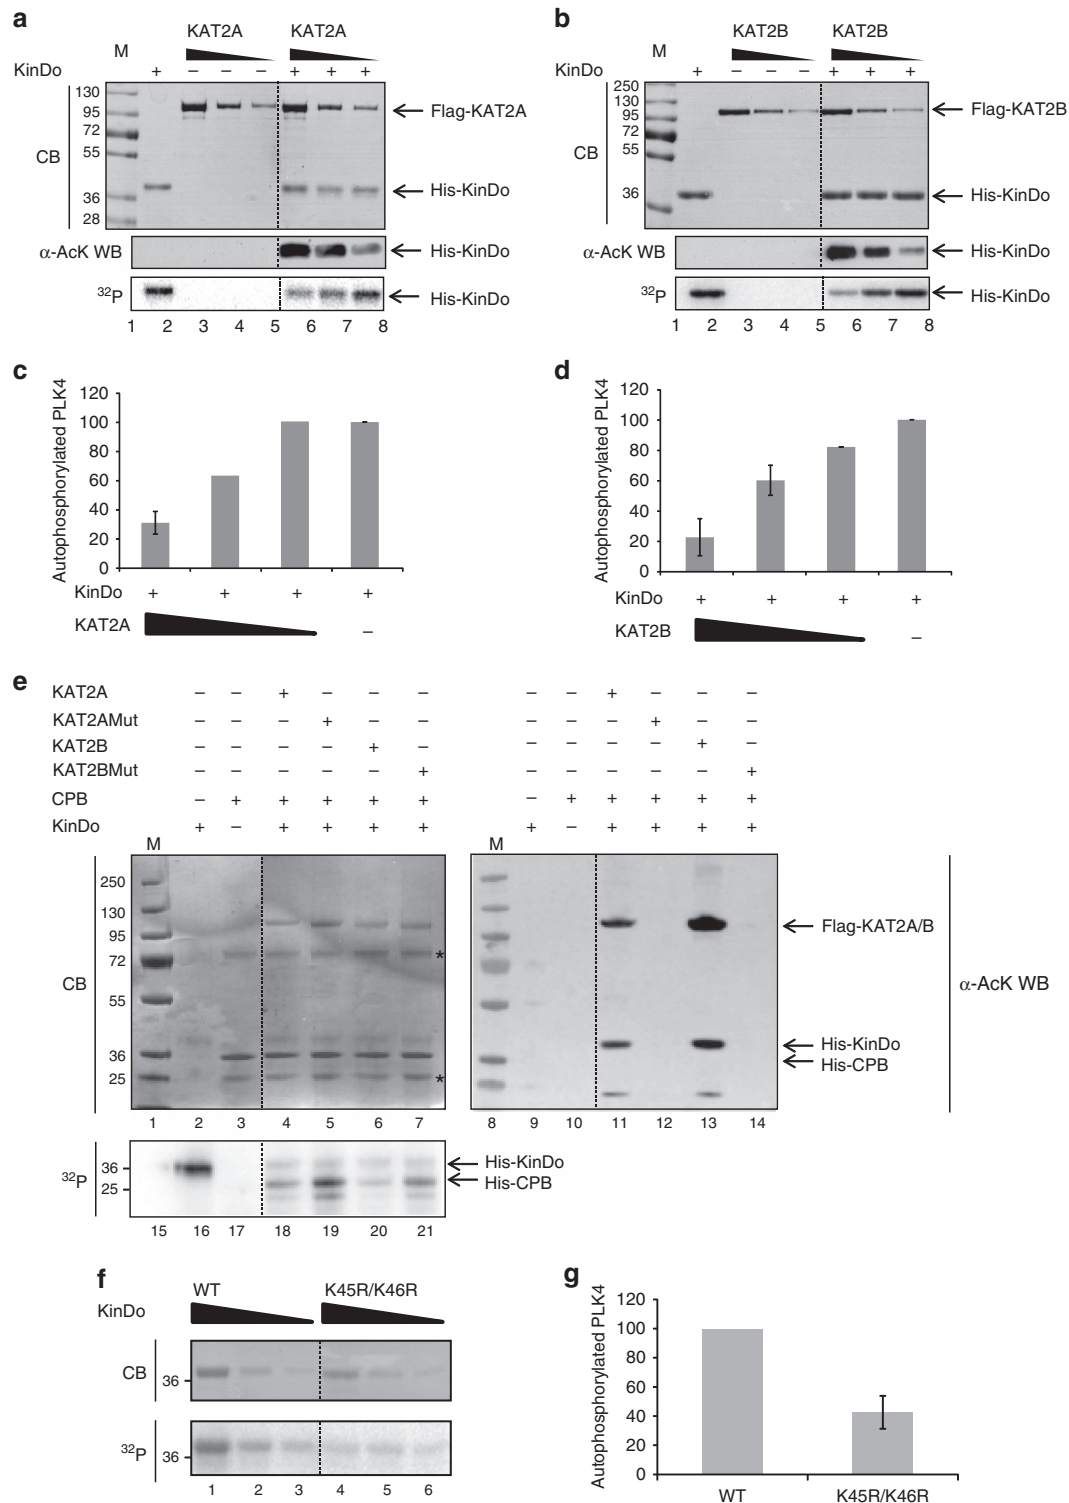 a
KAT2A KAT2A
M
KinDo + – – – + + +
130
95
72
55
36
28
CB
Flag-KAT2A
His-KinDo
α-AcK WB
His-KinDo
32P
His-KinDo
1 2 3 4 5 6 7 8
b
KAT2B KAT2B
M
KinDo + – – – + + +
250
130
95
72
55
36
CB
Flag-KAT2B
His-KinDo
α-AcK WB
His-KinDo
32P
His-KinDo
1 2 3 4 5 6 7 8
c
Autophosphorylated PLK4
120
100
80
60
40
20
0
KinDo + + + +
KAT2A –
d
Autophosphorylated PLK4
120
100
80
60
40
20
0
KinDo + + + +
KAT2B –
e
KAT2A – – + – – – – – + – – –
KAT2AMut – – – + – – – – – + – –
KAT2B – – – – + – – – – – + –
KAT2BMut – – – – – + – – – – – +
CPB – + + + + + – + + + + +
KinDo + – + + + + + – + + + +
M M
250
130
95
72
55
36
25
CB
*
*
1 2 3 4 5 6 7
Flag-KAT2A/B
His-KinDo
His-CPB
α-AcK WB
8 9 10 11 12 13 14
32P
36
25
His-KinDo
His-CPB
15 16 17 18 19 20 21
f
WT K45R/K46R
KinDo
CB
36
32P
36
1 2 3 4 5 6
g
Autophosphorylated PLK4
120
100
80
60
40
20
0
WT K45R/K46R